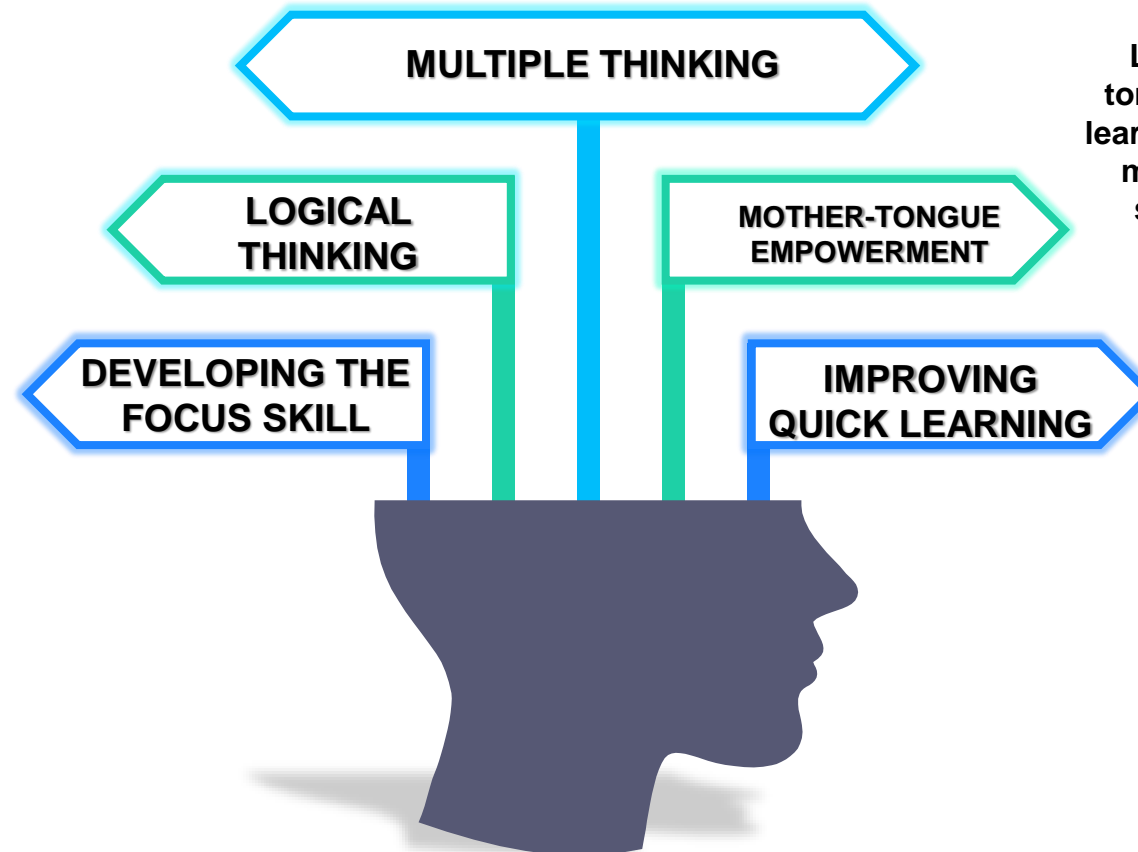 MULTIPLE THINKING
LOGICAL
THINKING
MOTHER-TONGUE
EMPOWERMENT
DEVELOPING THE
FOCUS SKILL
IMPROVING
QUICK LEARNING